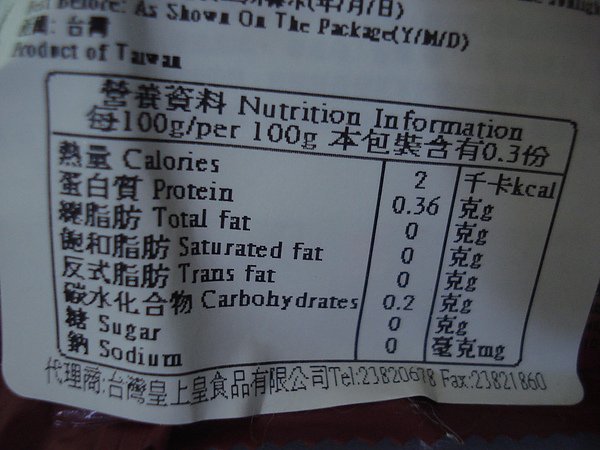 Best Before: As Shown On The Package(Y/M/D)
產圖: 台灣
Product of Taiwan
營養資料 Nutrition Information
每100g/per 100g 本包裝含有0.3份
熱量 Calories 2 千卡kcal
蛋白質 Protein 0.36 克g
總脂肪 Total fat 0 克g
飽和脂肪 Saturated fat 0 克g
反式脂肪 Trans fat 0 克g
碳水化合物 Carbohydrates 0.2 克g
糖 Sugar 0 克g
鈉 Sodium 0 毫克mg
代理商:台灣皇上皇食品有限公司Tel:23820678 Fax:23821860